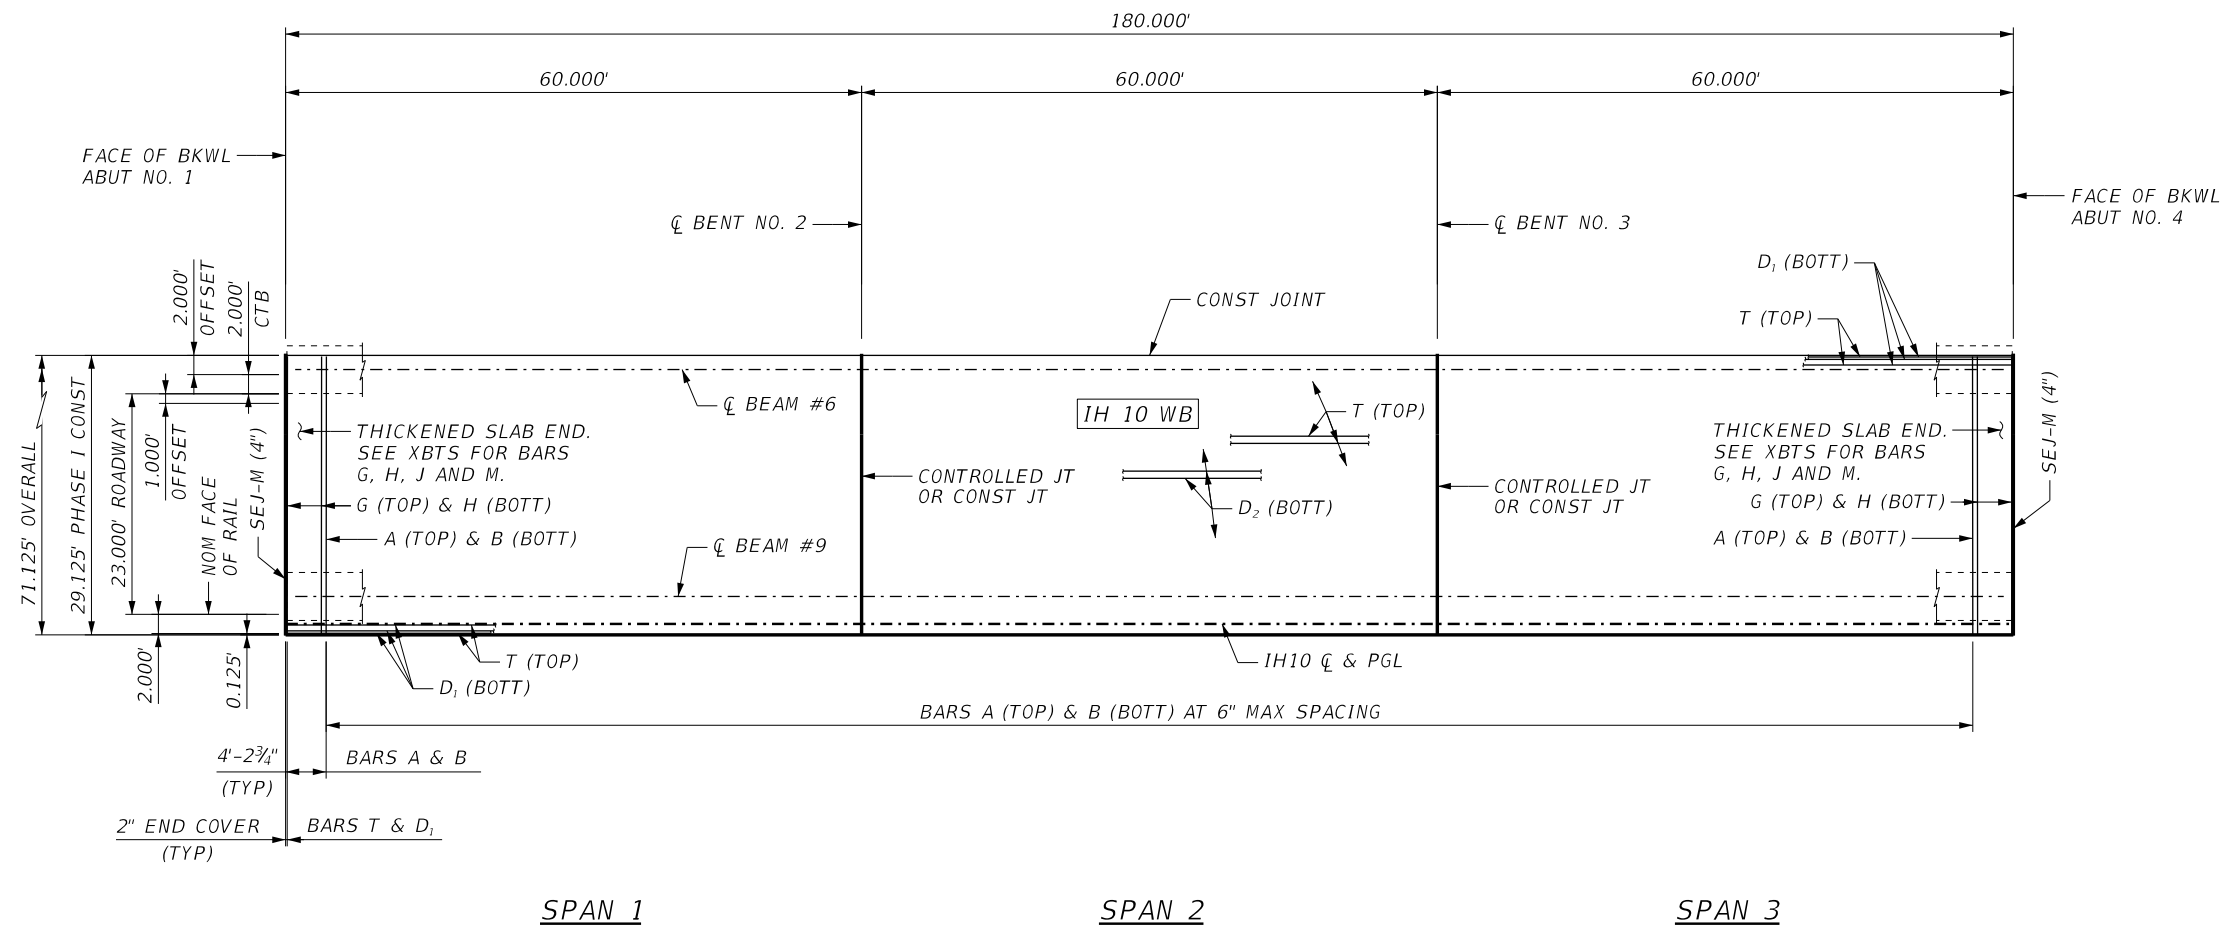 180.000'
60.000'
60.000'
60.000'
FACE OF BKWL
ABUT NO. 1
FACE OF BKWL
ABUT NO. 4
℄ BENT NO. 2
℄ BENT NO. 3
2.000'
OFFSET
2.000'
CTB
D₁ (BOTT)
T (TOP)
CONST JOINT
71.125' OVERALL
29.125' PHASE I CONST
23.000' ROADWAY
1.000'
OFFSET
NOM FACE
OF RAIL
SEJ-M (4")
2.000'
0.125'
℄ BEAM #6
THICKENED SLAB END.
SEE XBTS FOR BARS
G, H, J AND M.
G (TOP) & H (BOTT)
A (TOP) & B (BOTT)
℄ BEAM #9
CONTROLLED JT
OR CONST JT
IH 10 WB
T (TOP)
D₂ (BOTT)
CONTROLLED JT
OR CONST JT
THICKENED SLAB END.
SEE XBTS FOR BARS
G, H, J AND M.
G (TOP) & H (BOTT)
A (TOP) & B (BOTT)
SEJ-M (4")
T (TOP)
D₁ (BOTT)
IH10 ℄ & PGL
BARS A (TOP) & B (BOTT) AT 6" MAX SPACING
4'-2¾"
(TYP)
BARS A & B
2" END COVER
(TYP)
BARS T & D₁
SPAN 1
SPAN 2
SPAN 3